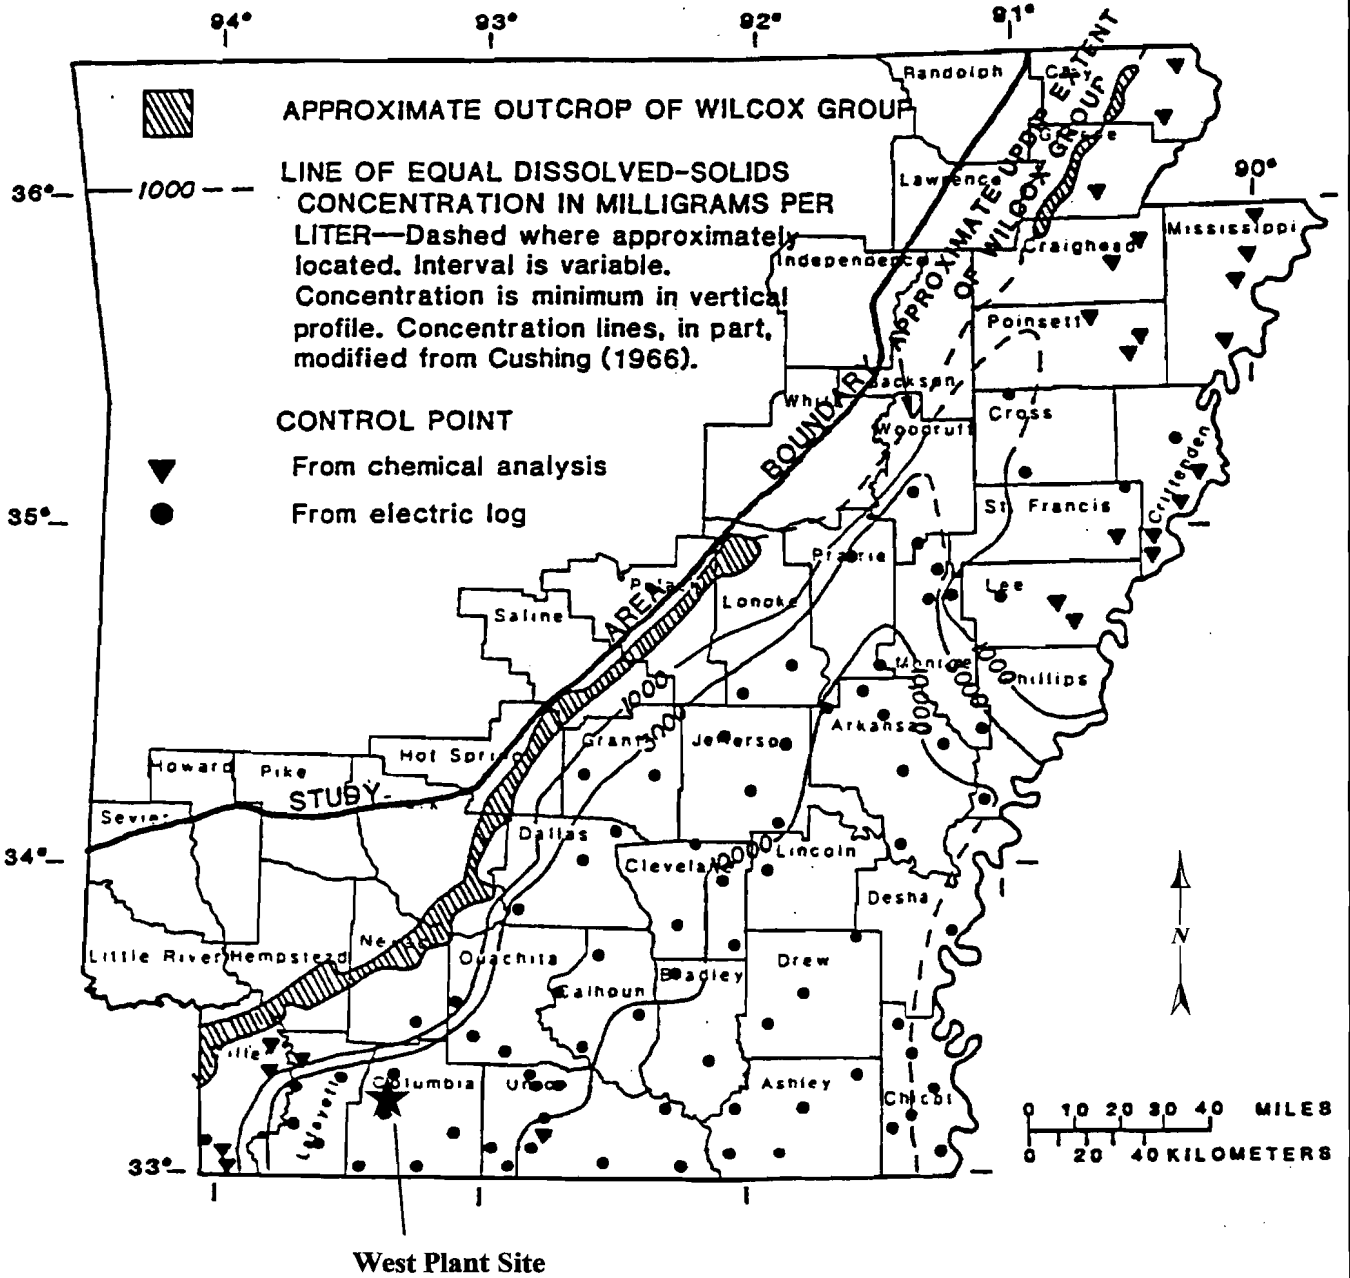 94° 93° 92° 91°
Randolph
APPROXIMATE OUTCROP OF WILCOX GROUP
APPROXIMATE UPDIP EXTENT
OF WILCOX GROUP
LINE OF EQUAL DISSOLVED-SOLIDS
36° 1000
CONCENTRATION IN MILLIGRAMS PER
LITER—Dashed where approximately
located. Interval is variable.
Concentration is minimum in vertical
profile. Concentration lines, in part,
modified from Cushing (1966).
Lawrence
90°
Craighead
Mississippi
Independence
Poinsett
Jackson
Cross
Woodruff
CONTROL POINT
From chemical analysis
From electric log
BOUNDARY
35°
St. Francis
Crittenden
Prairie
Lonoke
Lee
Saline
AREA
Monroe
Phillips
1000
3000
1000
3000
Arkansas
Grant
Jefferson
Hot Spring
Howard
Pike
STUDY
Sevier
Dallas
34°
Cleveland
10000
Lincoln
Desha
Little River
Hempstead
Ouachita
Calhoun
Bradley
Drew
N
Columbia
Union
Ashley
Chicot
Lafayette
0 10 20 30 40 MILES
0 20 40 KILOMETERS
33°
West Plant Site